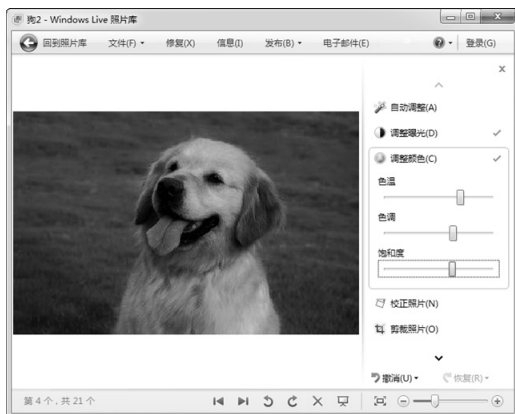 狗2 - Windows Live 照片库
回到照片库 文件(F) 修复(X) 信息(I) 发布(B) 电子邮件(E) 登录(G)
自动调整(A)
调整曝光(D)
调整颜色(C)
色温
色调
饱和度
校正照片(N)
剪裁照片(O)
撤消(U) 恢复(R)
第 4 个，共 21 个